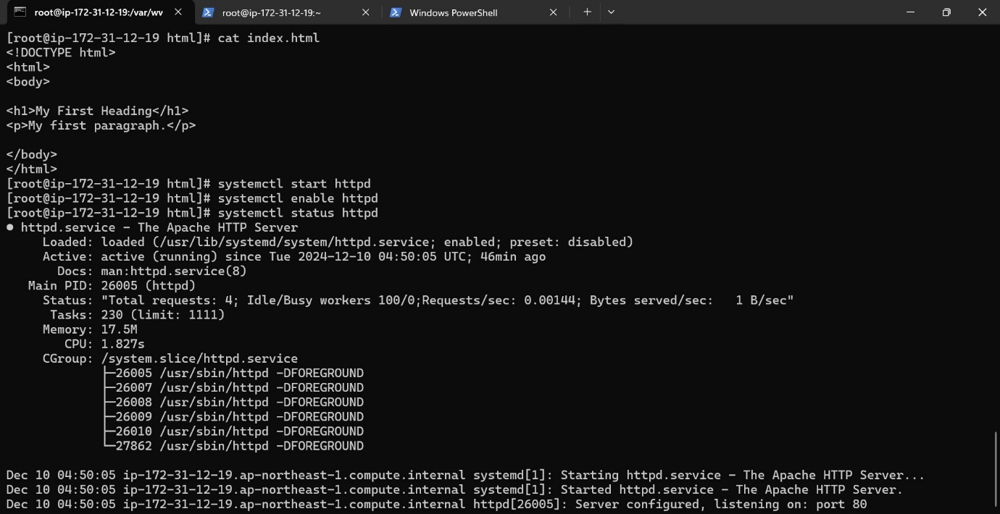 root@ip-172-31-12-19:/var/wv
root@ip-172-31-12-19:~
Windows PowerShell
[root@ip-172-31-12-19 html]# cat index.html
<!DOCTYPE html>
<html>
<body>
<h1>My First Heading</h1>
<p>My first paragraph.</p>
</body>
</html>
[root@ip-172-31-12-19 html]# systemctl start httpd
[root@ip-172-31-12-19 html]# systemctl enable httpd
[root@ip-172-31-12-19 html]# systemctl status httpd
● httpd.service - The Apache HTTP Server
Loaded: loaded (/usr/lib/systemd/system/httpd.service; enabled; preset: disabled)
Active: active (running) since Tue 2024-12-10 04:50:05 UTC; 46min ago
Docs: man:httpd.service(8)
Main PID: 26005 (httpd)
Status: "Total requests: 4; Idle/Busy workers 100/0;Requests/sec: 0.00144; Bytes served/sec:   1 B/sec"
Tasks: 230 (limit: 1111)
Memory: 17.5M
CPU: 1.827s
CGroup: /system.slice/httpd.service
├─26005 /usr/sbin/httpd -DFOREGROUND
├─26007 /usr/sbin/httpd -DFOREGROUND
├─26008 /usr/sbin/httpd -DFOREGROUND
├─26009 /usr/sbin/httpd -DFOREGROUND
├─26010 /usr/sbin/httpd -DFOREGROUND
└─27862 /usr/sbin/httpd -DFOREGROUND
Dec 10 04:50:05 ip-172-31-12-19.ap-northeast-1.compute.internal systemd[1]: Starting httpd.service - The Apache HTTP Server...
Dec 10 04:50:05 ip-172-31-12-19.ap-northeast-1.compute.internal systemd[1]: Started httpd.service - The Apache HTTP Server.
Dec 10 04:50:05 ip-172-31-12-19.ap-northeast-1.compute.internal httpd[26005]: Server configured, listening on: port 80